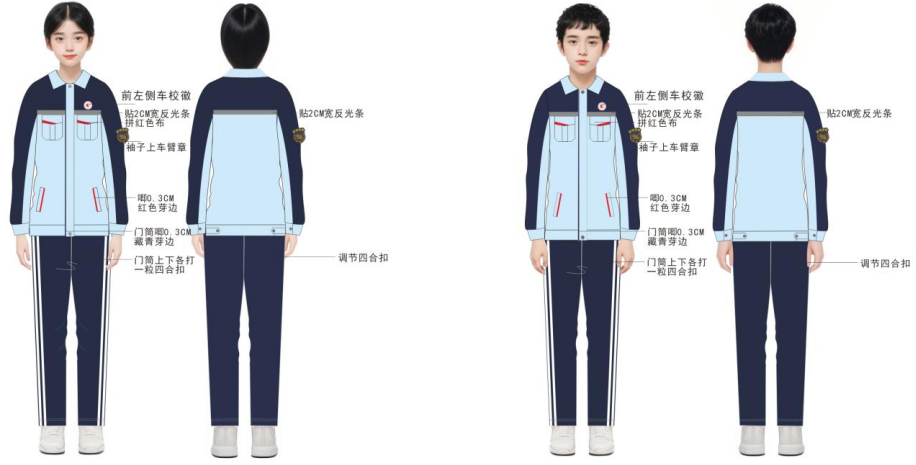 前左侧车校徽
贴2CM宽反光条
拼红色布
袖子上车臂章
唧0.3CM
红色芽边
门筒唧0.3CM
藏青芽边
门筒上下各打
一粒四合扣
贴2CM宽反光条
调节四合扣
前左侧车校徽
贴2CM宽反光条
拼红色布
袖子上车臂章
唧0.3CM
红色芽边
门筒唧0.3CM
藏青芽边
门筒上下各打
一粒四合扣
贴2CM宽反光条
调节四合扣